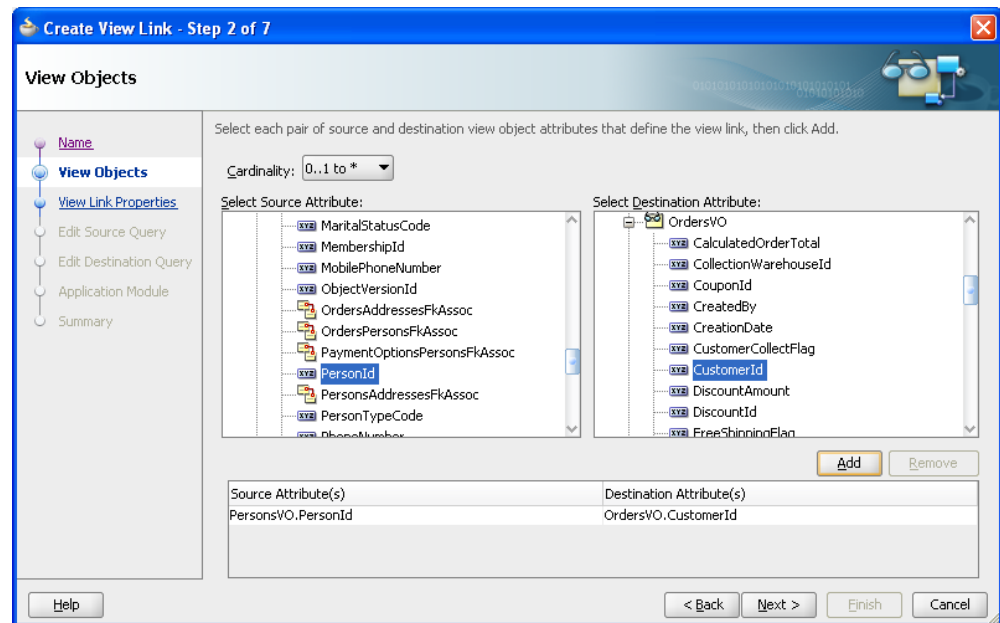 Create View Link - Step 2 of 7
View Objects
Name
View Objects
View Link Properties
Edit Source Query
Edit Destination Query
Application Module
Summary
Select each pair of source and destination view object attributes that define the view link, then click Add.
Cardinality: 0..1 to *
Select Source Attribute:
MaritalStatusCode
MembershipId
MobilePhoneNumber
ObjectVersionId
OrdersAddressesFkAssoc
OrdersPersonsFkAssoc
PaymentOptionsPersonsFkAssoc
PersonId
PersonsAddressesFkAssoc
PersonTypeCode
PhoneNumber
Select Destination Attribute:
OrdersVO
CalculatedOrderTotal
CollectionWarehouseId
CouponId
CreatedBy
CreationDate
CustomerCollectFlag
CustomerId
DiscountAmount
DiscountId
FreeShippingFlag
Add Remove
Source Attribute(s) Destination Attribute(s)
PersonsVO.PersonId OrdersVO.CustomerId
Help < Back Next > Finish Cancel